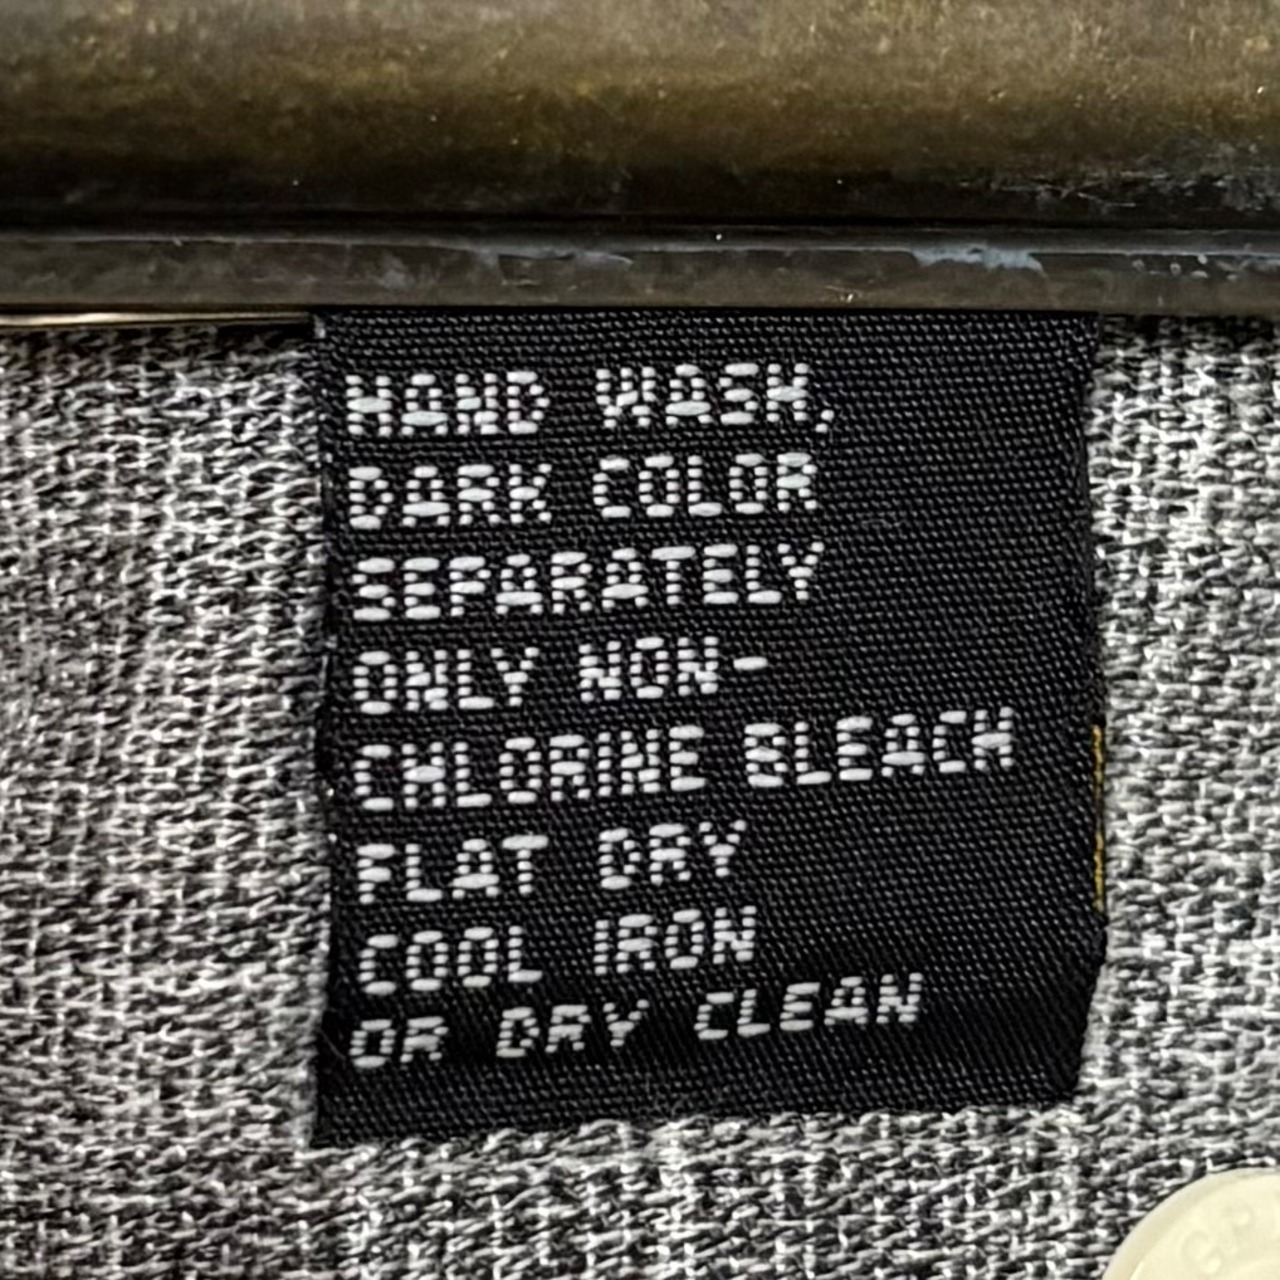 HAND WASH,
DARK COLOR
SEPARATELY
ONLY NON-
CHLORINE BLEACH
FLAT DRY
COOL IRON
OR DRY CLEAN